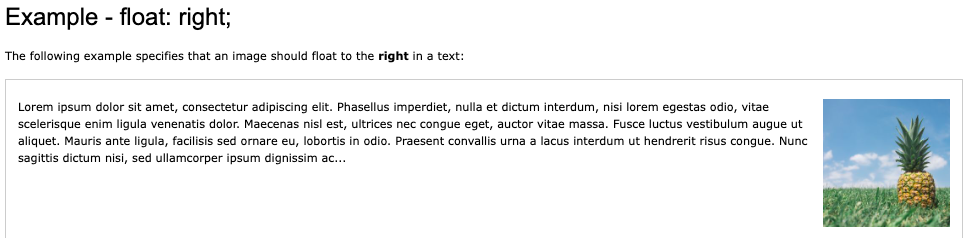 Example - float: right;
The following example specifies that an image should float to the right in a text:
Lorem ipsum dolor sit amet, consectetur adipiscing elit. Phasellus imperdiet, nulla et dictum interdum, nisi lorem egestas odio, vitae
scelerisque enim ligula venenatis dolor. Maecenas nisl est, ultrices nec congue eget, auctor vitae massa. Fusce luctus vestibulum augue ut
aliquet. Mauris ante ligula, facilisis sed ornare eu, lobortis in odio. Praesent convallis urna a lacus interdum ut hendrerit risus congue. Nunc
sagittis dictum nisi, sed ullamcorper ipsum dignissim ac...